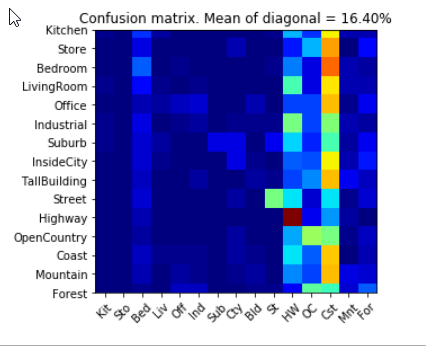 Confusion matrix. Mean of diagonal = 16.40%
Kitchen
Store
Bedroom
LivingRoom
Office
Industrial
Suburb
InsideCity
TallBuilding
Street
Highway
OpenCountry
Coast
Mountain
Forest
Kit Sto Bed Liv Off Ind Sub Cty Bld St HW OC Cst Mnt For